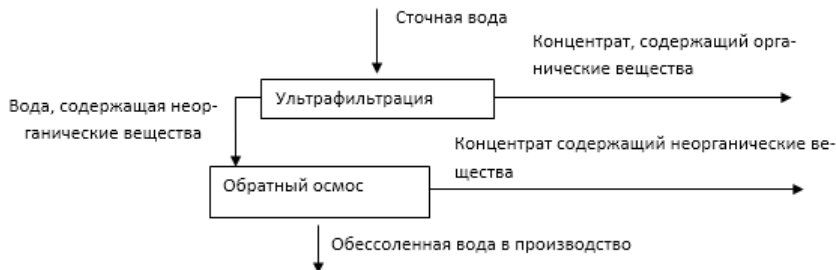 Сточная вода
Концентрат, содержащий орга-
нические вещества
Ультрафильтрация
Вода, содержащая неор-
ганические вещества
Концентрат содержащий неорганические ве-
щества
Обратный осмос
Обессоленная вода в производство